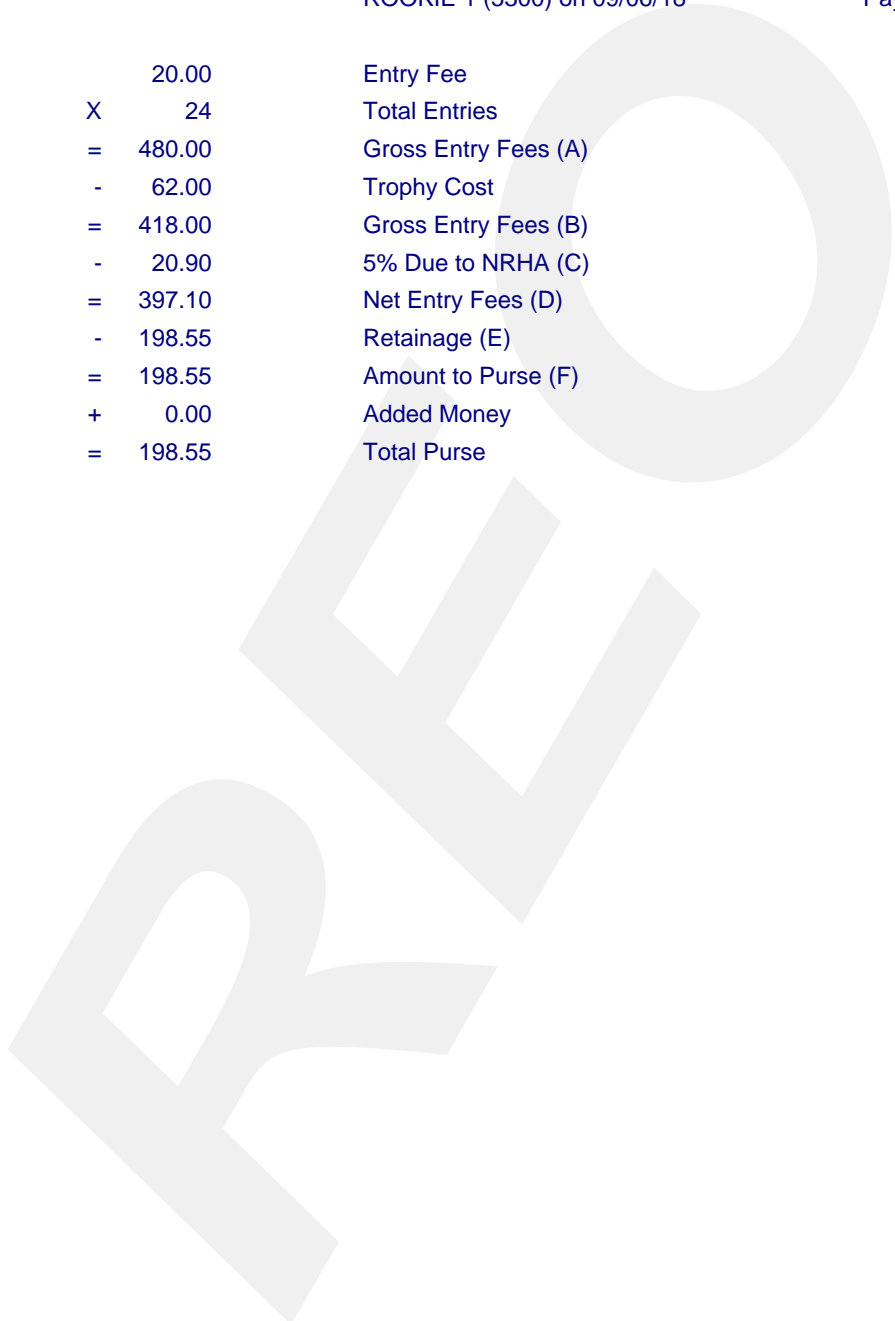 20.00 Entry Fee
X 24 Total Entries
= 480.00 Gross Entry Fees (A)
- 62.00 Trophy Cost
= 418.00 Gross Entry Fees (B)
- 20.90 5% Due to NRHA (C)
= 397.10 Net Entry Fees (D)
- 198.55 Retainage (E)
= 198.55 Amount to Purse (F)
+ 0.00 Added Money
= 198.55 Total Purse
REO